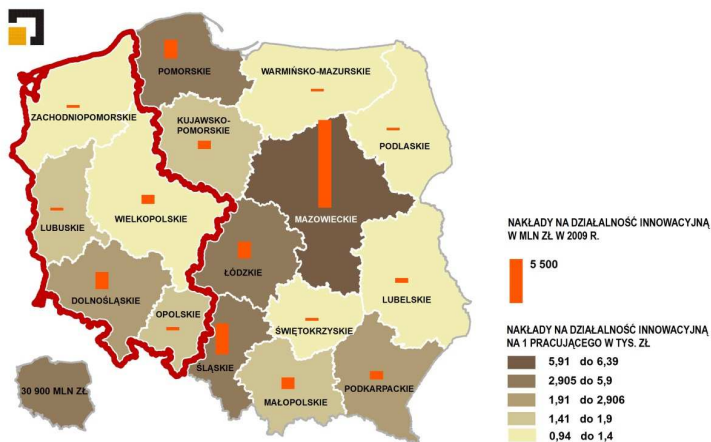 POMORSKIE
WARMIŃSKO-MAZURSKIE
ZACHODNIOPOMORSKIE
KUJAWSKO-
POMORSKIE
PODLASKIE
MAZOWIECKIE
WIELKOPOLSKIE
LUBUSKIE
ŁÓDZKIE
DOLNOŚLĄSKIE
LUBELSKIE
OPOLSKIE
ŚWIĘTOKRZYSKIE
ŚLĄSKIE
MAŁOPOLSKIE
PODKARPACKIE
30 900 MLN ZŁ
NAKŁADY NA DZIAŁALNOŚĆ INNOWACYJNĄ
W MLN ZŁ W 2009 R.
5 500
NAKŁADY NA DZIAŁALNOŚĆ INNOWACYJNĄ
NA 1 PRACUJĄCEGO W TYS. ZŁ
5,91 do 6,39
2,905 do 5,9
1,91 do 2,906
1,41 do 1,9
0,94 do 1,4